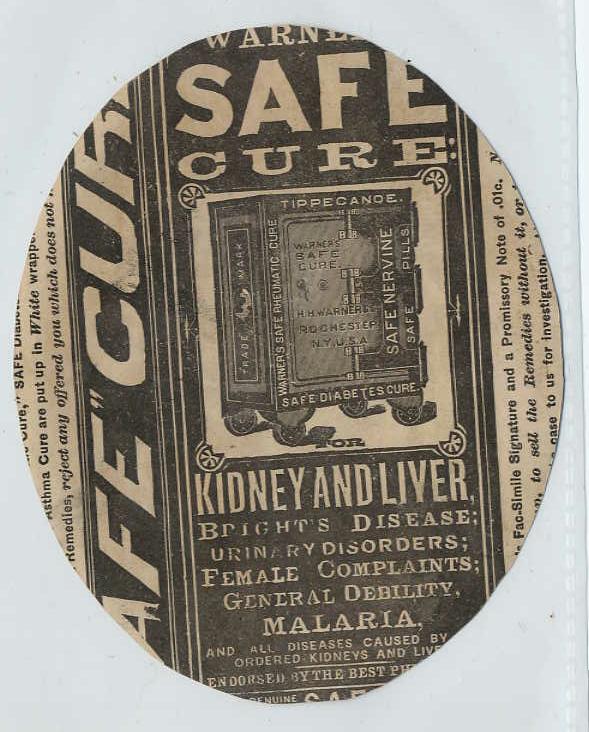 WARNE
SAFE
CURE:
TIPPECANOE.
TRADE MARK
WARNER'S SAFE RHEUMATIC CURE
WARNER'S
SAFE
CURE.
H.H.WARNER&
ROCHESTER
N.Y.U.S.A
SAFE NERVINE
SAFE PILLS.
SAFE DIABETES CURE.
FOR
KIDNEY AND LIVER,
BRIGHT'S DISEASE;
URINARY DISORDERS;
FEMALE COMPLAINTS;
GENERAL DEBILITY,
MALARIA,
AND ALL DISEASES CAUSED BY
ORDERED KIDNEYS AND LIVE
ENDORSED BY THE BEST PH
GENUINE SAF
AFE" CUR
Cure," SAFE Diabet
Asthma Cure are put up in White wrappe
Remedies, reject any offered you which does not
Fac-Simile Signature and a Promissory Note of .01c.
to sell the Remedies without it, or
case to us for investigation.